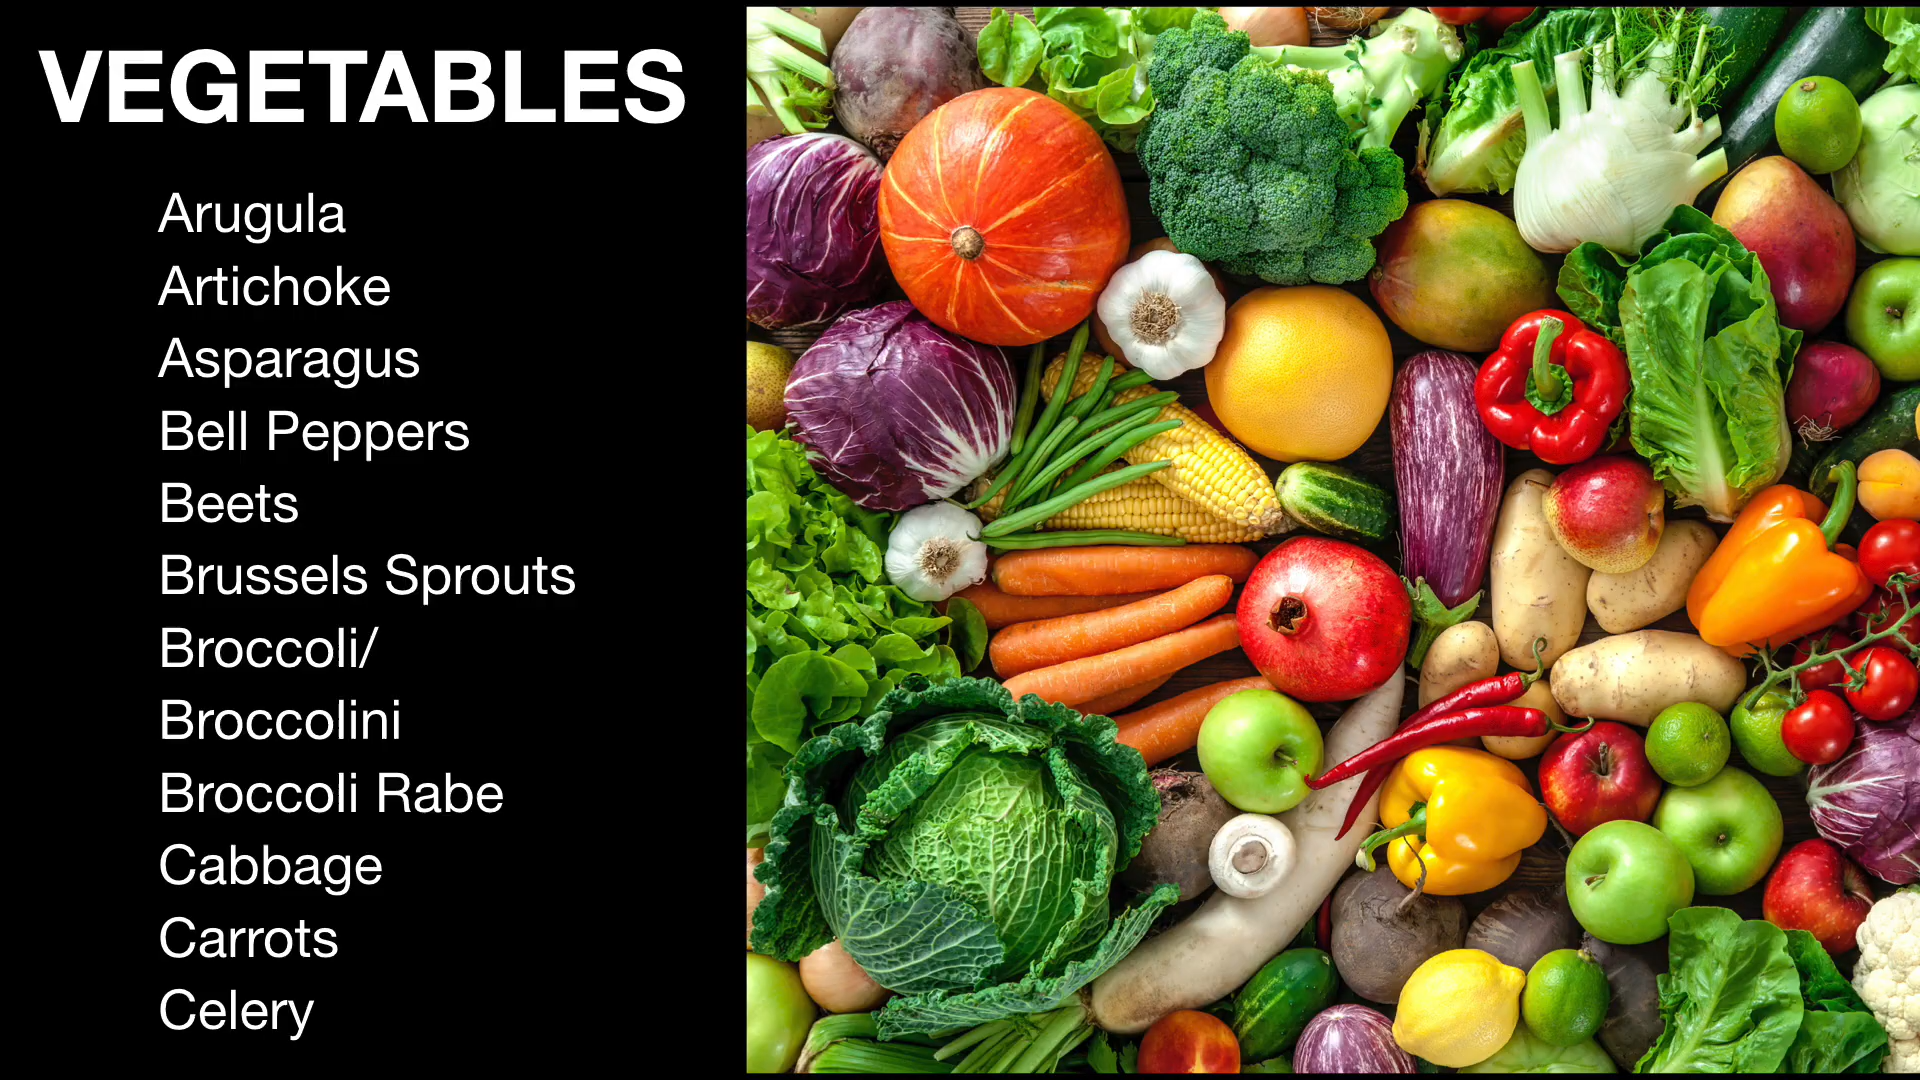 VEGETABLES
Arugula
Artichoke
Asparagus
Bell Peppers
Beets
Brussels Sprouts
Broccoli/
Broccolini
Broccoli Rabe
Cabbage
Carrots
Celery